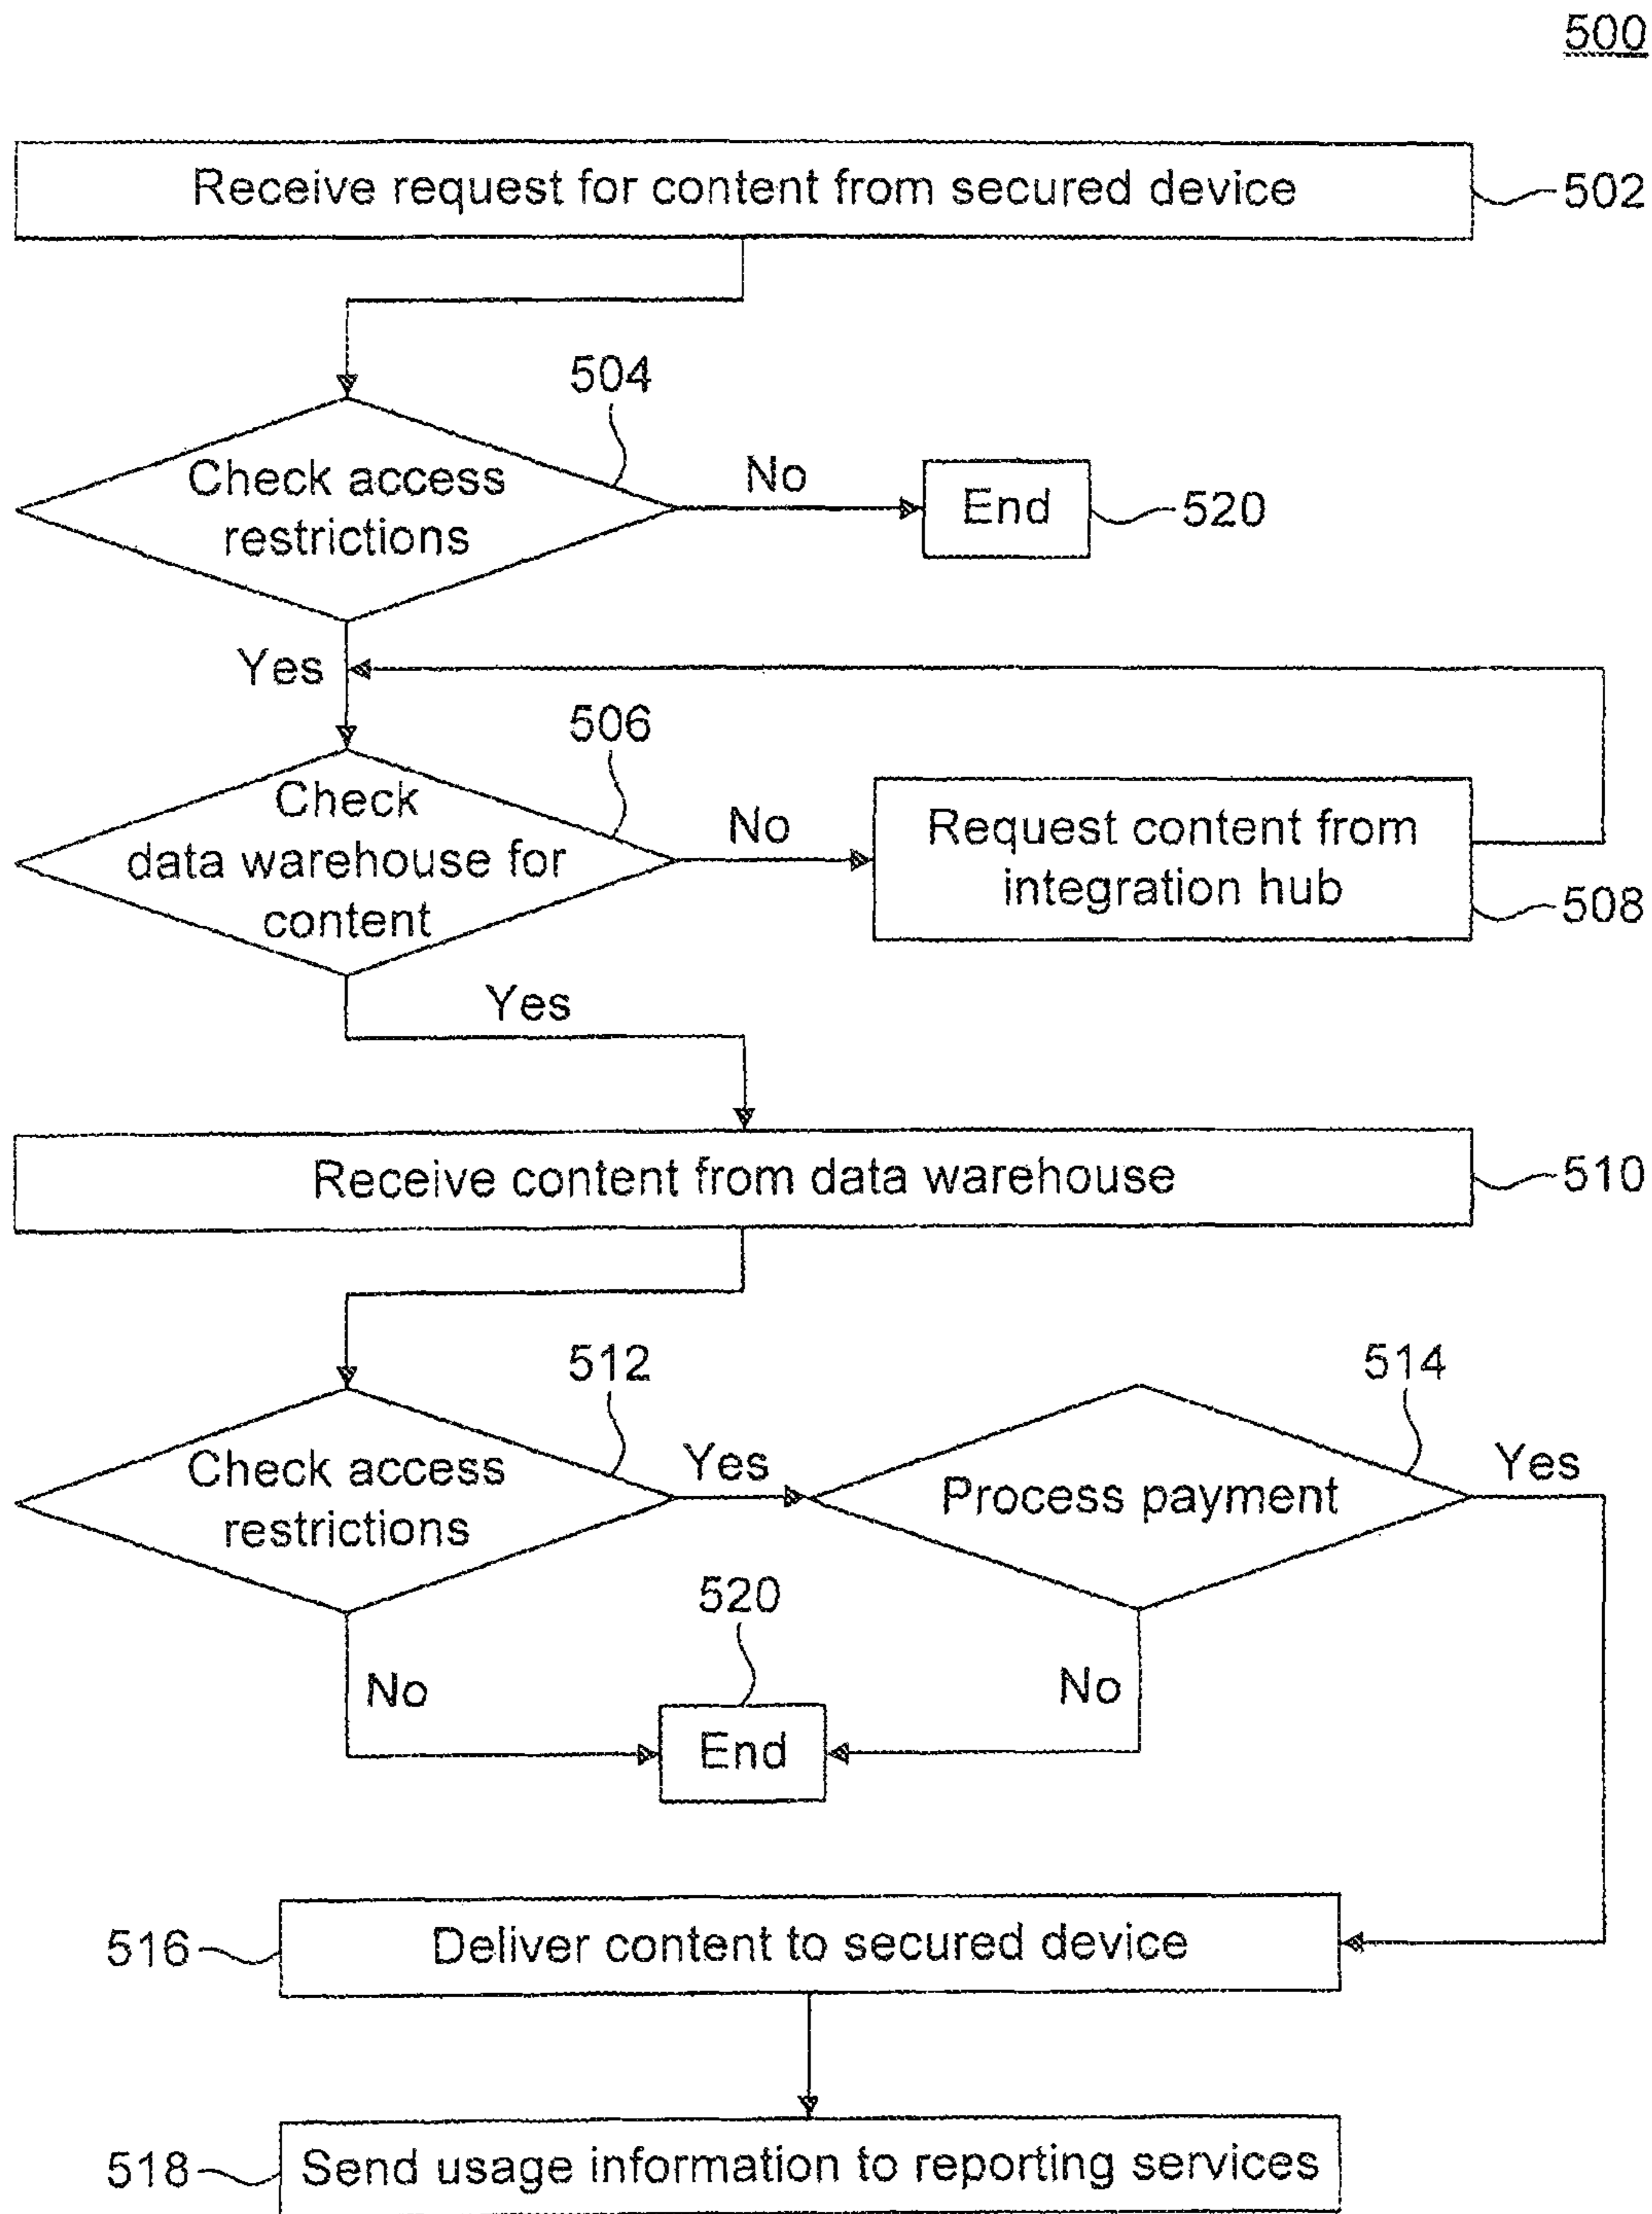 500
Receive request for content from secured device
502
504
Check access
restrictions
No
End
520
Yes
506
Check
data warehouse for
content
No
Request content from
integration hub
508
Yes
Receive content from data warehouse
510
512
Check access
restrictions
Yes
514
Process payment
Yes
No
520
End
No
516
Deliver content to secured device
518
Send usage information to reporting services